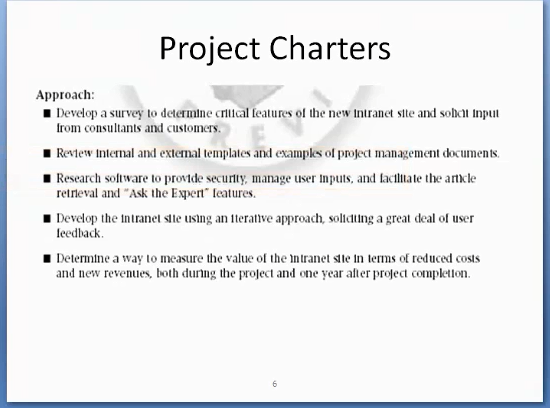 Project Charters
Approach:
■ Develop a survey to determine critical features of the new intranet site and solicit input
from consultants and customers.
■ Review internal and external templates and examples of project management documents.
■ Research software to provide security, manage user inputs, and facilitate the article
retrieval and “Ask the Expert” features.
■ Develop the intranet site using an iterative approach, soliciting a great deal of user
feedback.
■ Determine a way to measure the value of the intranet site in terms of reduced costs
and new revenues, both during the project and one year after project completion.
6